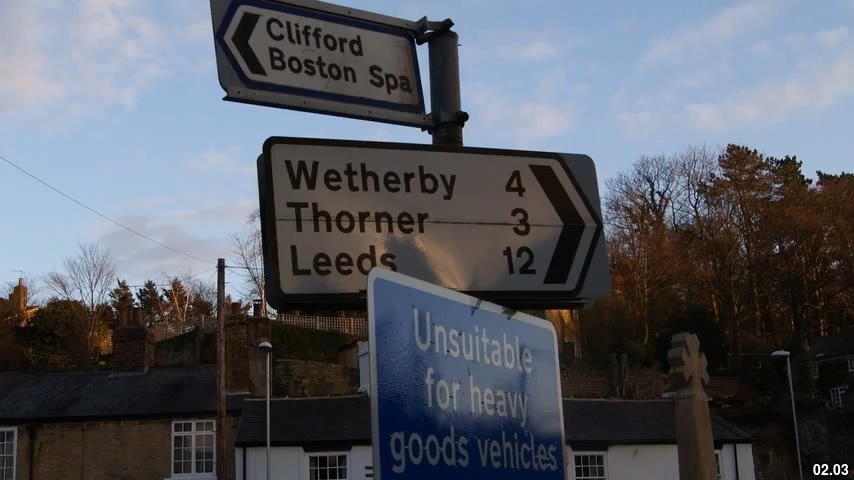 Clifford
Boston Spa
Wetherby 4
Thorner 3
Leeds 12
Unsuitable
for heavy
goods vehicles
02.03